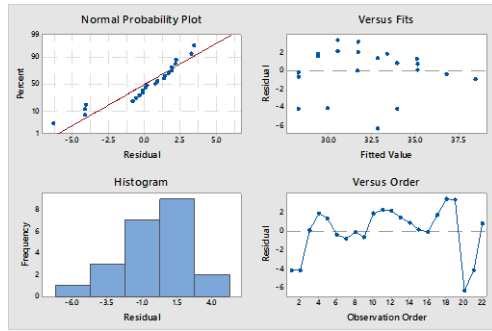 Normal Probability Plot
99
90
50
10
1
Percent
-5.0 -2.5 0.0 2.5 5.0
Residual
Versus Fits
2
0
-2
-4
-6
Residual
30.0 32.5 35.0 37.5
Fitted Value
Histogram
8
6
4
2
0
Frequency
-6.0 -3.5 -1.0 1.5 4.0
Residual
Versus Order
2
0
-2
-4
-6
Residual
2 4 6 8 10 12 14 16 18 20 22
Observation Order